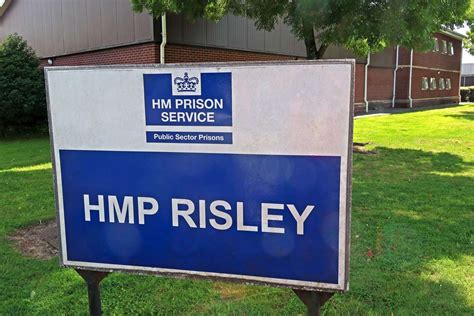 HM PRISON
SERVICE
Public Sector Prisons
HMP RISLEY